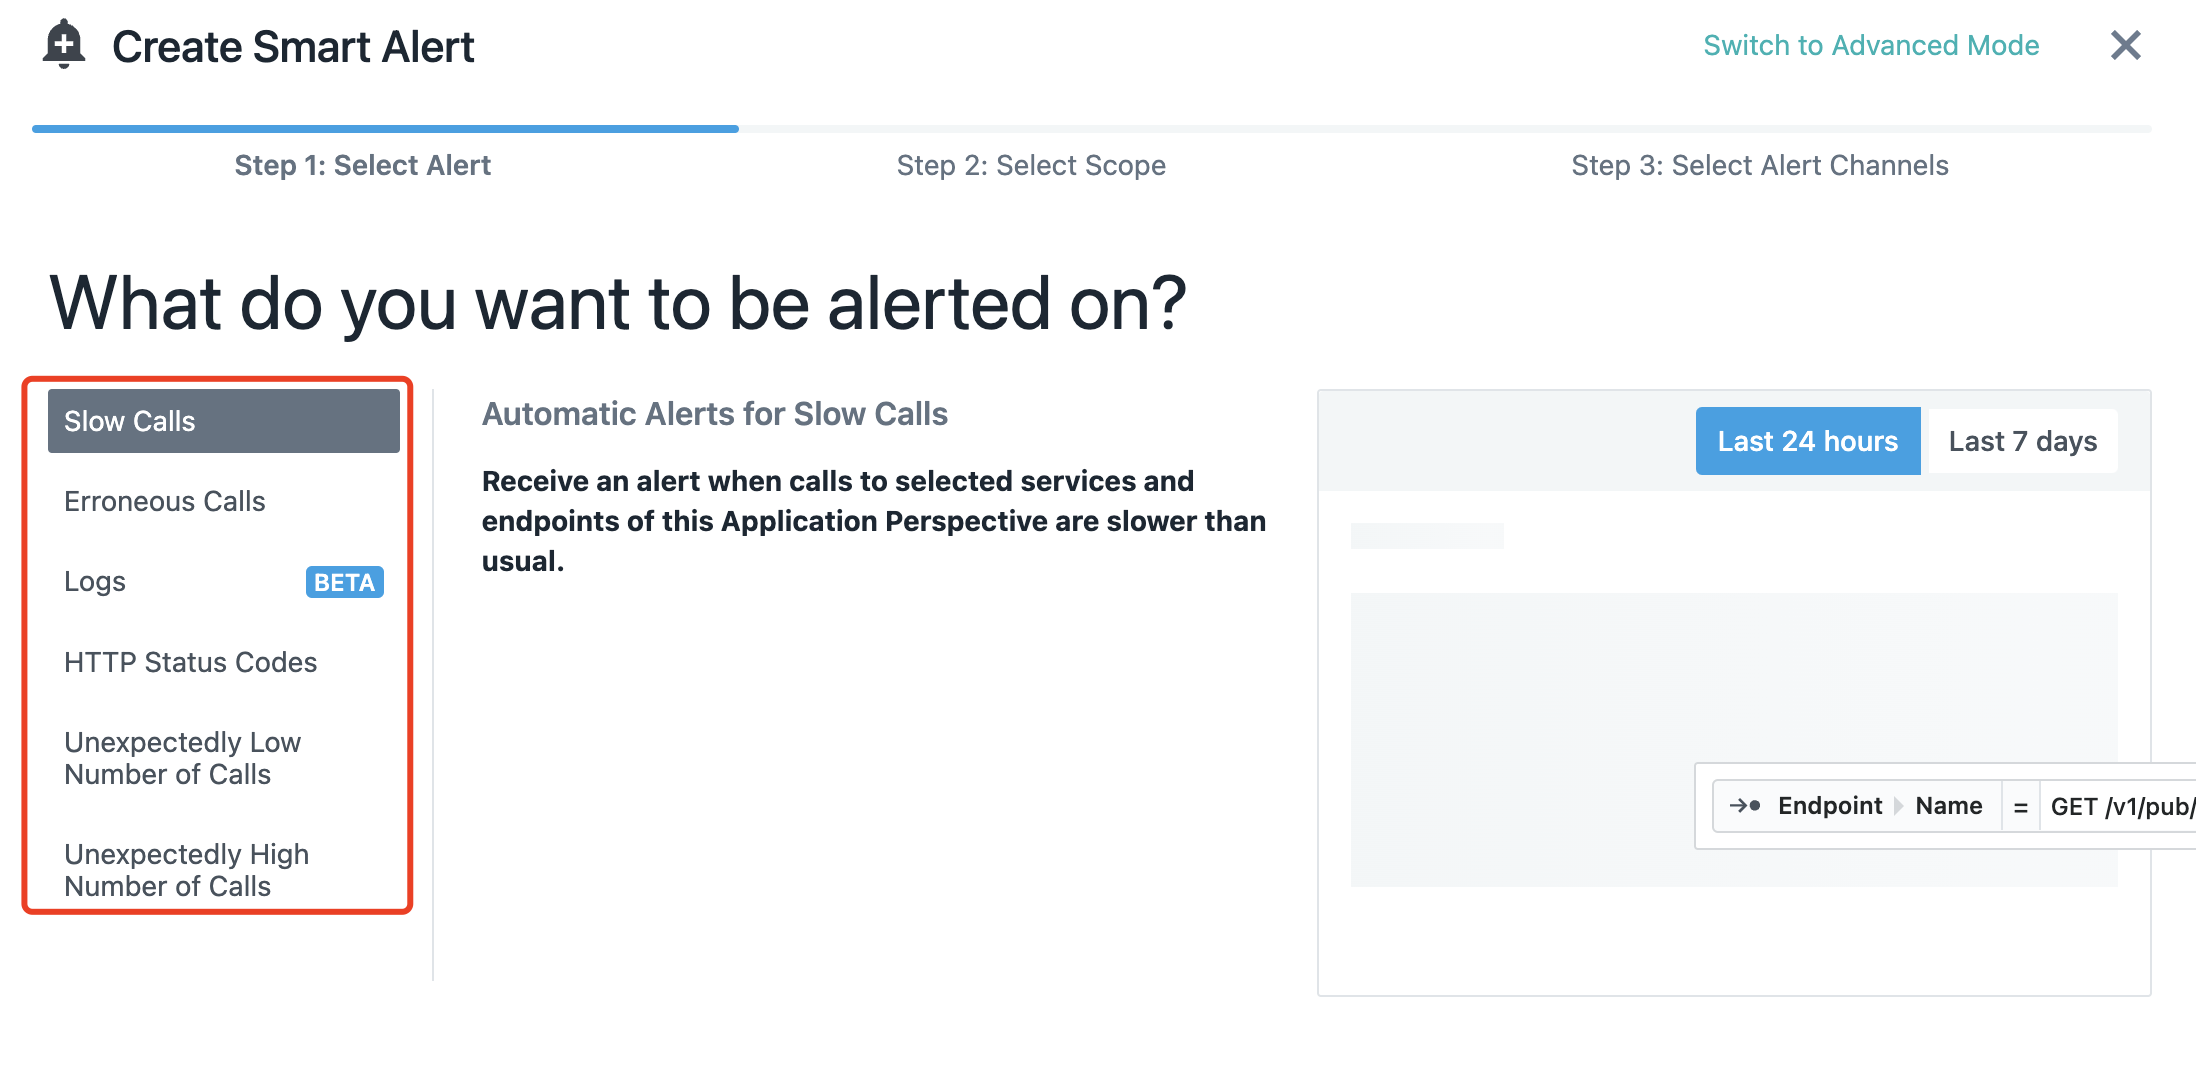 Create Smart Alert
Switch to Advanced Mode
Step 1: Select Alert
Step 2: Select Scope
Step 3: Select Alert Channels
What do you want to be alerted on?
Slow Calls
Erroneous Calls
Logs
BETA
HTTP Status Codes
Unexpectedly Low
Number of Calls
Unexpectedly High
Number of Calls
Automatic Alerts for Slow Calls
Receive an alert when calls to selected services and
endpoints of this Application Perspective are slower than
usual.
Last 24 hours
Last 7 days
Endpoint Name = GET /v1/pub/